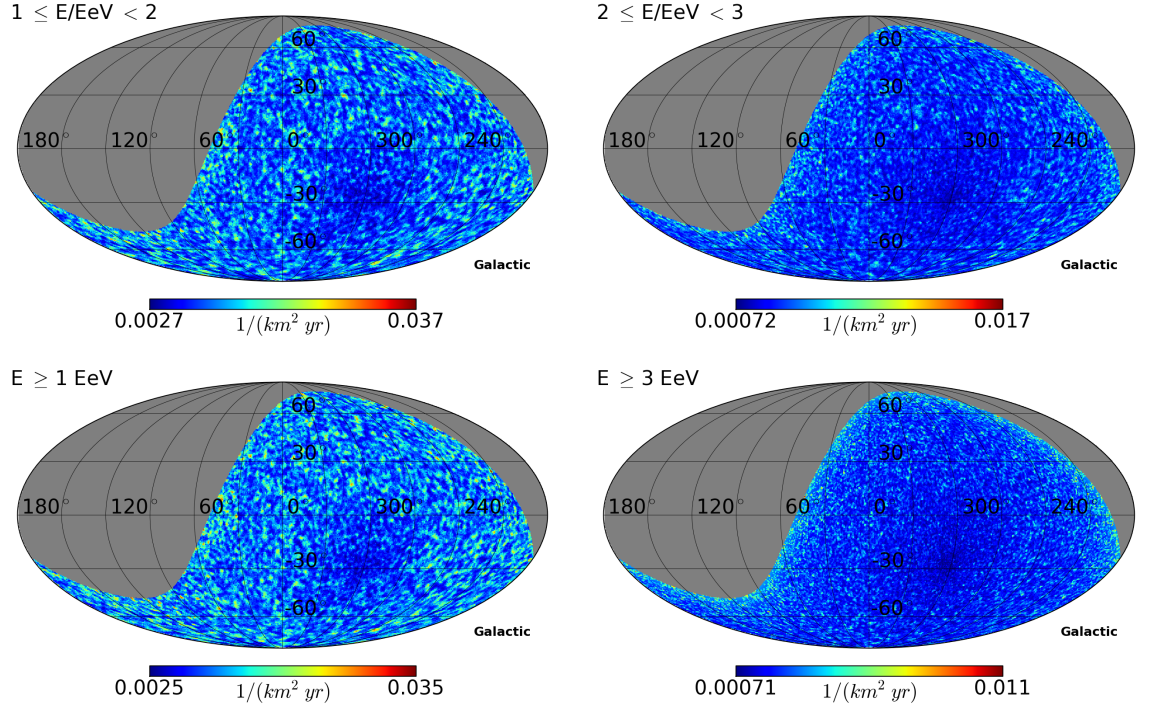 1 ≤ E/EeV < 2
60
30
180° 120° 60 0 300 240
-30°
-60
Galactic
0.0027 1/(km² yr) 0.037
2 ≤ E/EeV < 3
60
30
180° 120° 60 0 300 240
-30°
-60
Galactic
0.00072 1/(km² yr) 0.017
E ≥ 1 EeV
60
30
180° 120° 60 0 300 240
-30°
-60
Galactic
0.0025 1/(km² yr) 0.035
E ≥ 3 EeV
60
30
180° 120° 60 0 300 240
-30°
-60
Galactic
0.00071 1/(km² yr) 0.011